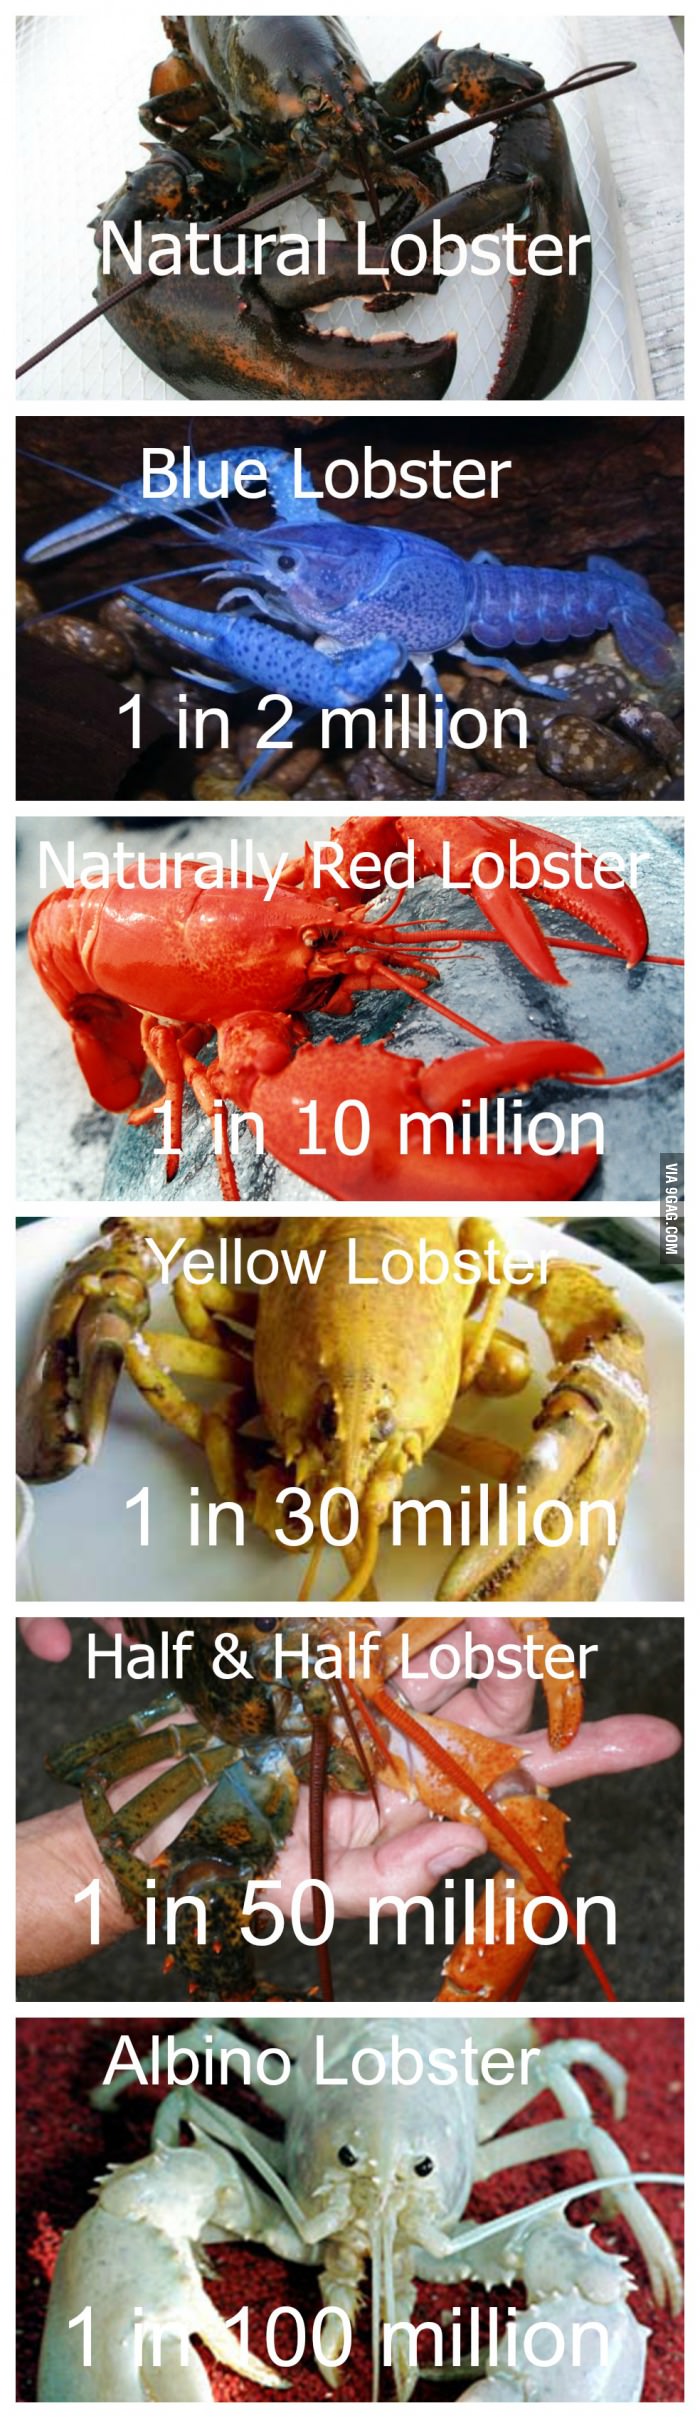 Natural Lobster
Blue Lobster
1 in 2 million
Naturally Red Lobster
1 in 10 million
VIA 9GAG.COM
Yellow Lobster
1 in 30 million
Half & Half Lobster
1 in 50 million
Albino Lobster
1 in 100 million